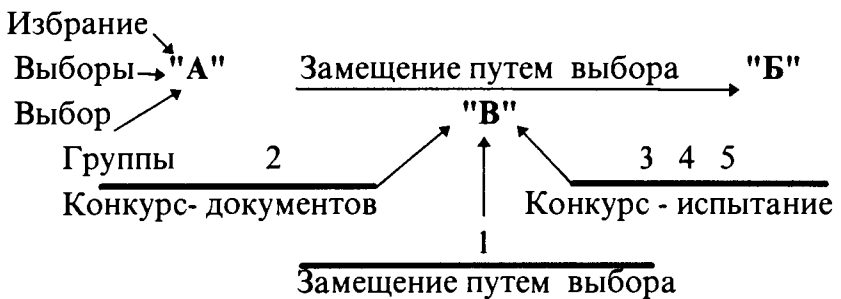 Избрание
Выборы "А" Замещение путем выбора "Б"
Выбор "В"
Группы 2 3 4 5
Конкурс- документов Конкурс - испытание
1
Замещение путем выбора